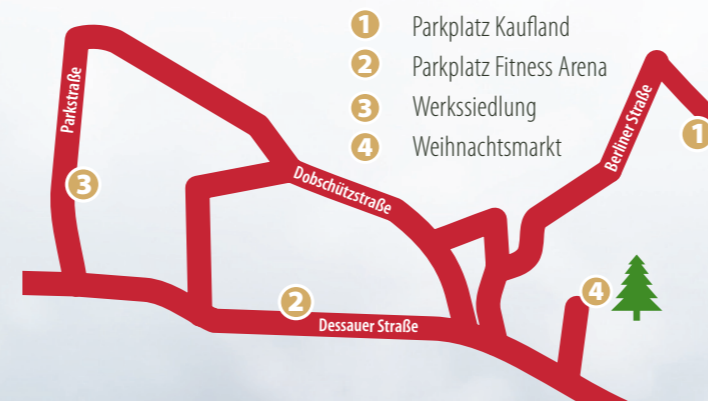 1 Parkplatz Kaufland
2 Parkplatz Fitness Arena
3 Werkssiedlung
4 Weihnachtsmarkt
Parkstraße
Dobschützstraße
Berliner Straße
1
3
2
4
Dessauer Straße